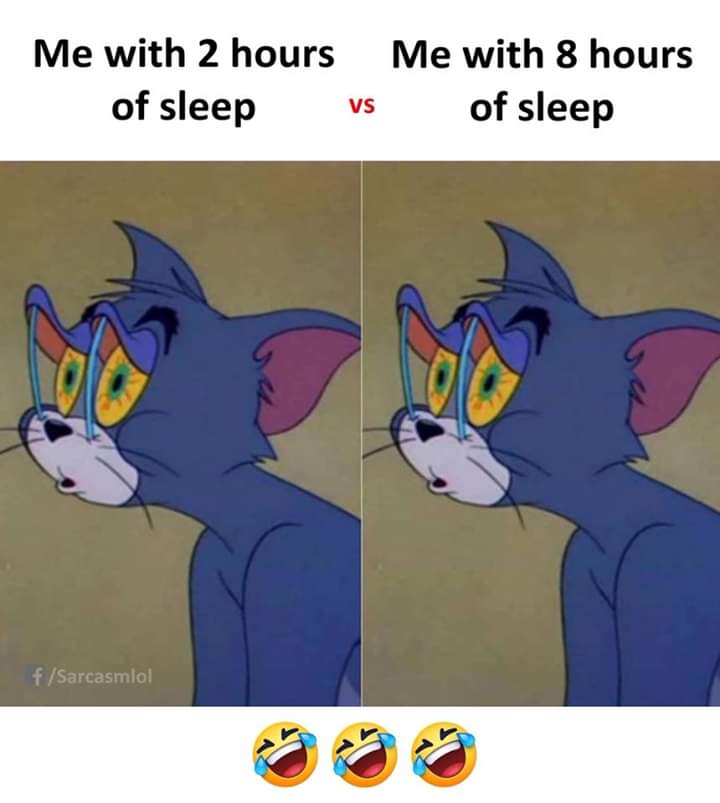 Me with 2 hours
of sleep
vs
Me with 8 hours
of sleep
f/Sarcasmlol